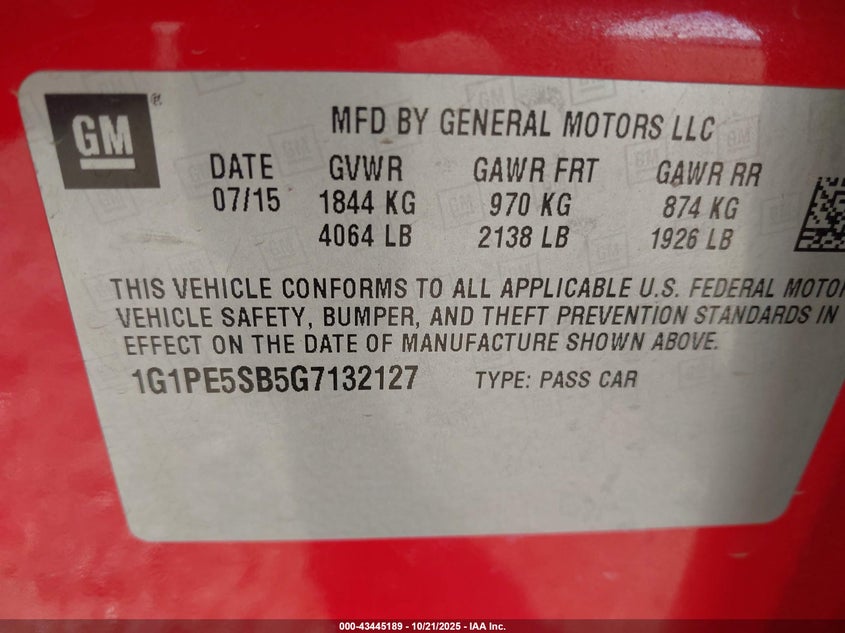 GM®
MFD BY GENERAL MOTORS LLC
DATE GVWR GAWR FRT GAWR RR
07/15 1844 KG 970 KG 874 KG
4064 LB 2138 LB 1926 LB
THIS VEHICLE CONFORMS TO ALL APPLICABLE U.S. FEDERAL MOTOR
VEHICLE SAFETY, BUMPER, AND THEFT PREVENTION STANDARDS IN
EFFECT ON THE DATE OF MANUFACTURE SHOWN ABOVE.
1G1PE5SB5G7132127 TYPE: PASS CAR
000-43445189 - 10/21/2025 - IAA Inc.